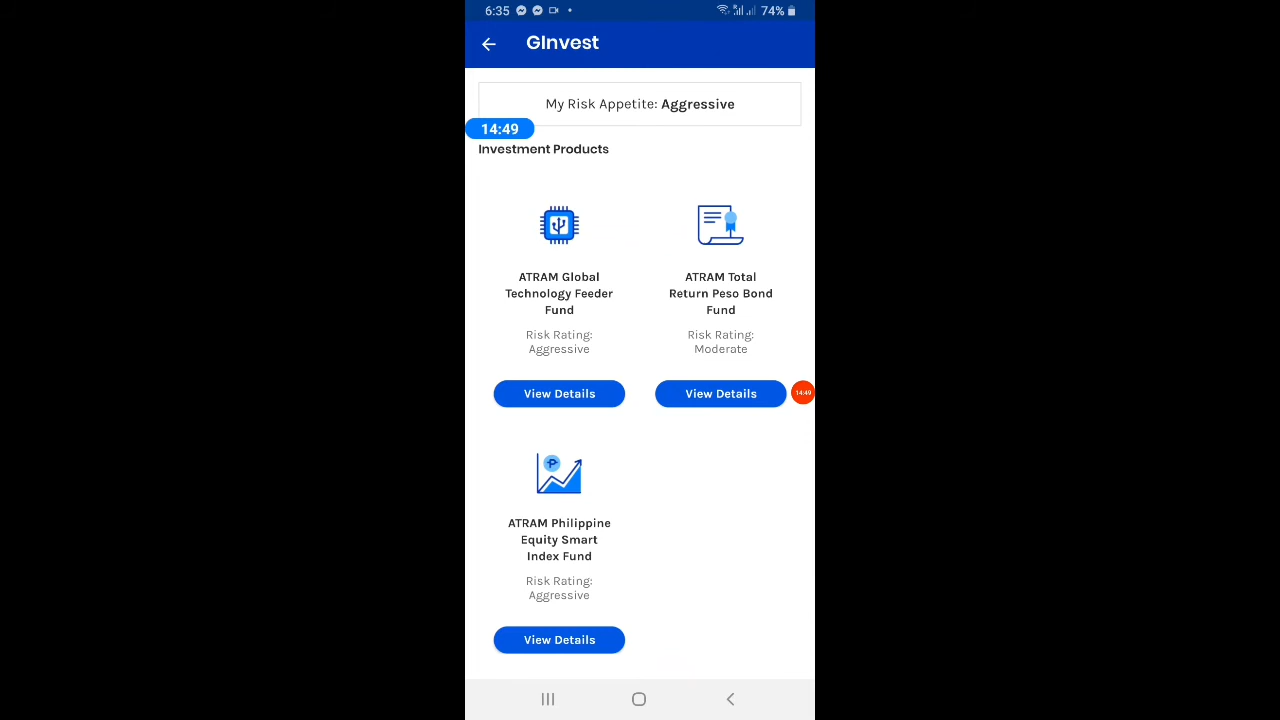 6:35
74%
GInvest
My Risk Appetite: Aggressive
14:49
Investment Products
ATRAM Global
Technology Feeder
Fund
Risk Rating:
Aggressive
View Details
ATRAM Total
Return Peso Bond
Fund
Risk Rating:
Moderate
View Details
14:49
ATRAM Philippine
Equity Smart
Index Fund
Risk Rating:
Aggressive
View Details